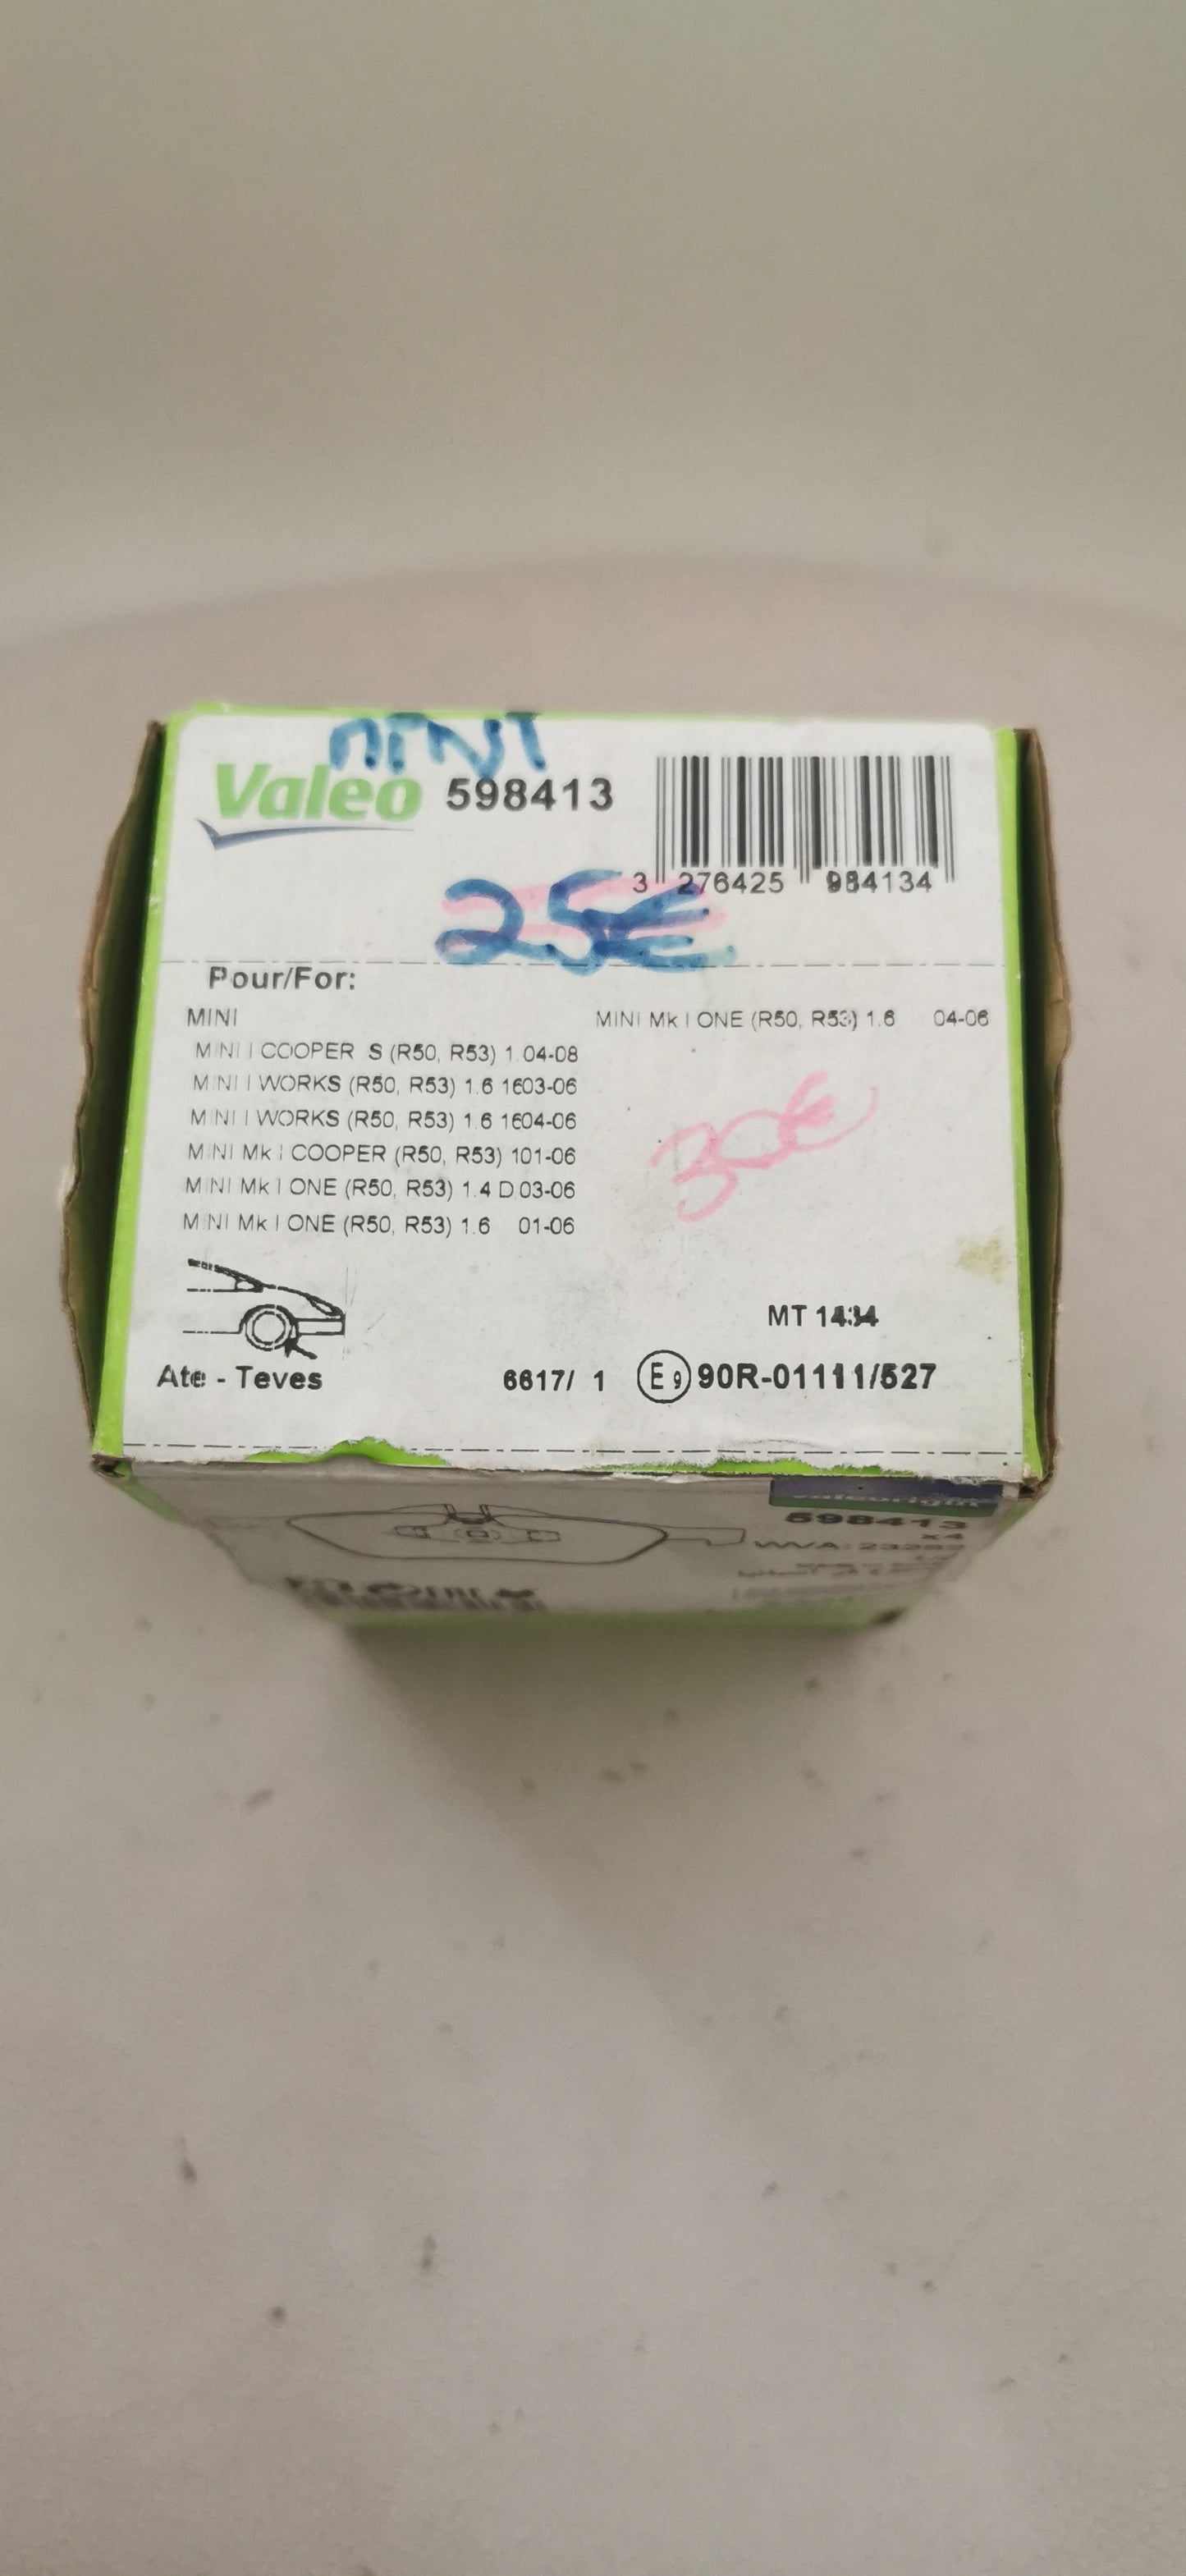 MINI
Valeo 598413
3 276425 984134
25€
Pour/For:
MINI
MINI I COOPER S (R50, R53) 1.04-08
MINI I WORKS (R50, R53) 1.6 1603-06
MINI I WORKS (R50, R53) 1.6 1604-06
MINI Mk I COOPER (R50, R53) 101-06
MINI Mk I ONE (R50, R53) 1.4 D 03-06
MINI Mk I ONE (R50, R53) 1.6 01-06
MINI Mk I ONE (R50, R53) 1.6 04-06
30€
MT 1434
Ate - Teves 6617/ 1 E9 90R-01111/527
598413
x4
WVA: